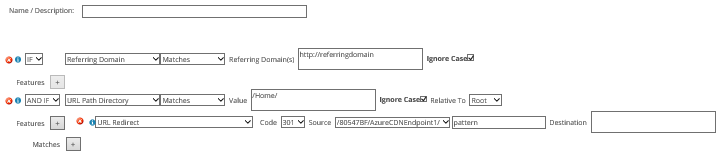 Name / Description:
IF Referring Domain Matches Referring Domain(s) http://referringdomain Ignore Case
Features +
AND IF URL Path Directory Matches Value /Home/ Ignore Case Relative To Root
Features + URL Redirect Code 301 Source /80547BF/AzureCDNEndpoint1/ pattern Destination
Matches +